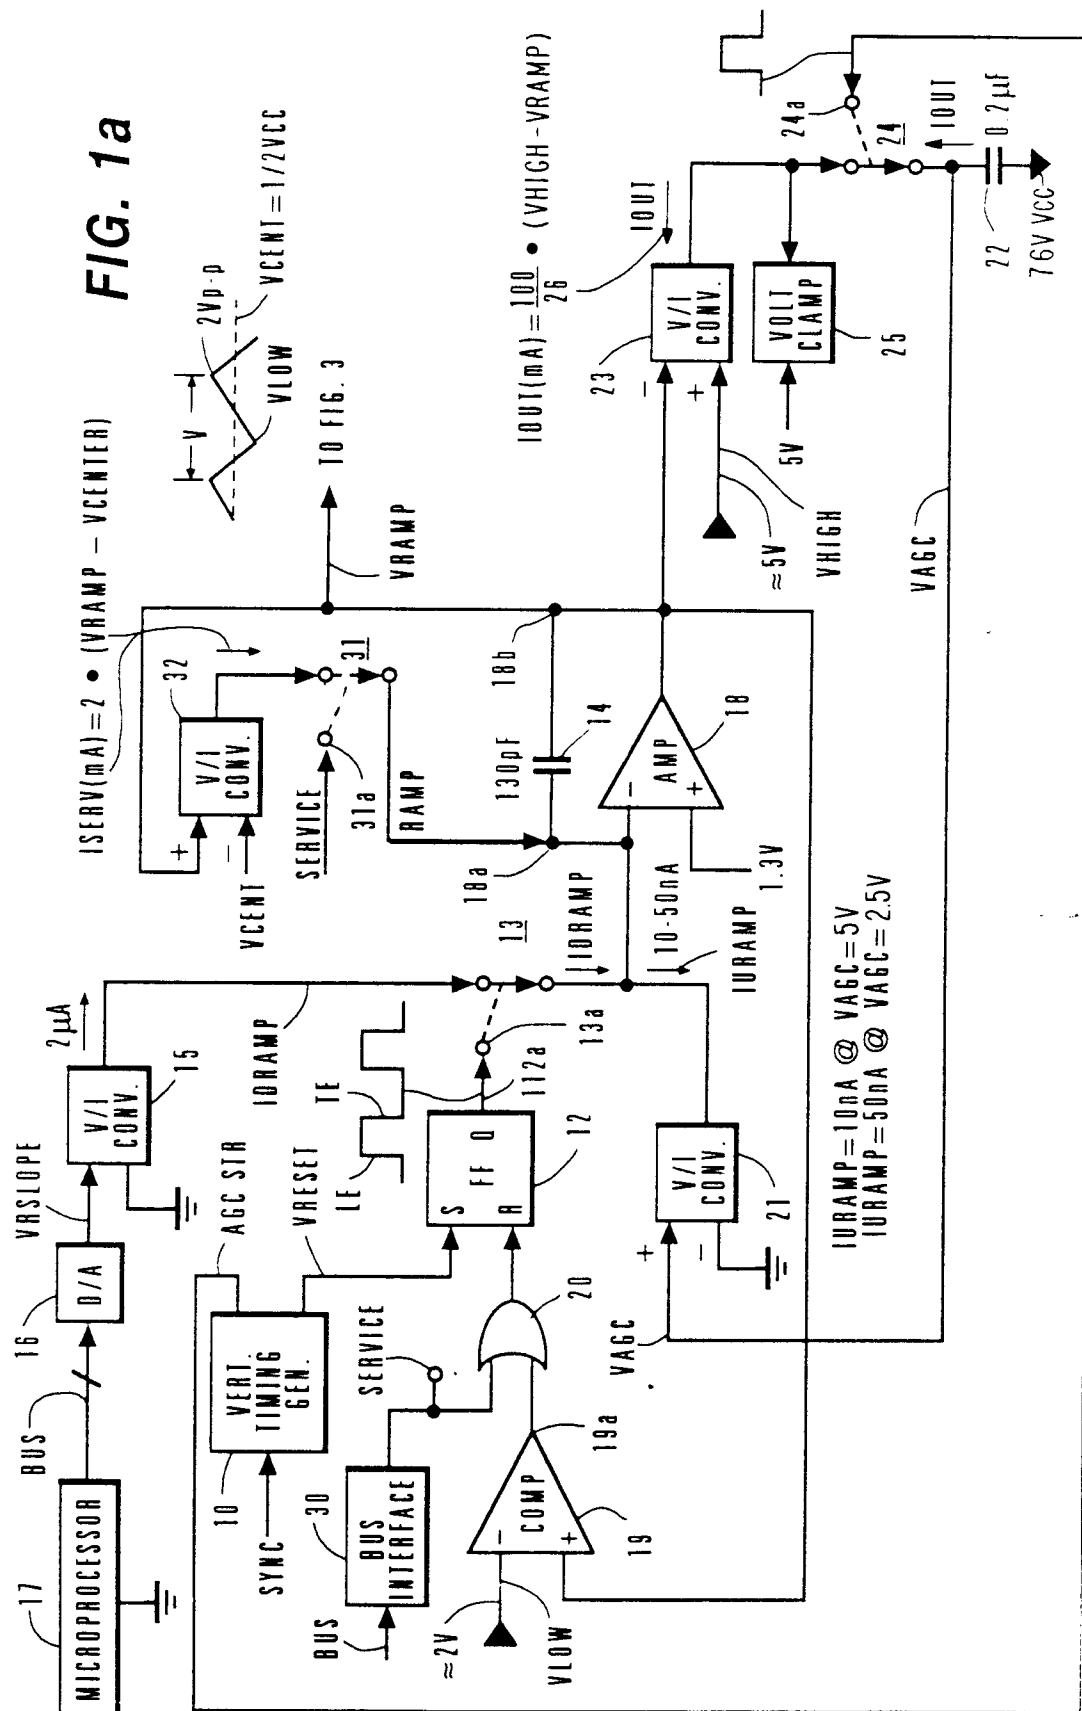 FIG. 1a
17
MICROPROCESSOR
BUS
16
D/A
VRSLOPE
V/I
CONV.
15
2µA
IDRAMP
AGC STR
VERT.
TIMING
GEN.
10
SYNC
VRESET
LE
TE
112a
S
R
FF
Q
12
13a
13
IDRAMP
10-50nA
IURAMP
30
BUS
INTERFACE
BUS
SERVICE
20
≈2V
VLOW
COMP
-
+
19
19a
VAGC
+
-
V/I
CONV.
21
IURAMP=10nA @ VAGC=5V
IURAMP=50nA @ VAGC=2.5V
ISERV(mA)=2 • (VRAMP - VCENTER)
+
-
V/I
CONV.
32
VCENT
SERVICE
31a
31
RAMP
18a
130pF
14
18b
AMP
-
+
18
1.3V
VRAMP
TO FIG. 3
V
2Vp-p
VCENT=1/2VCC
VLOW
IOUT(mA)=100/26 • (VHIGH-VRAMP)
IOUT
23
-
+
V/I
CONV.
≈5V
VHIGH
5V
VOLT
CLAMP
25
24a
24
IOUT
0.2µF
22
7.6V VCC
VAGC